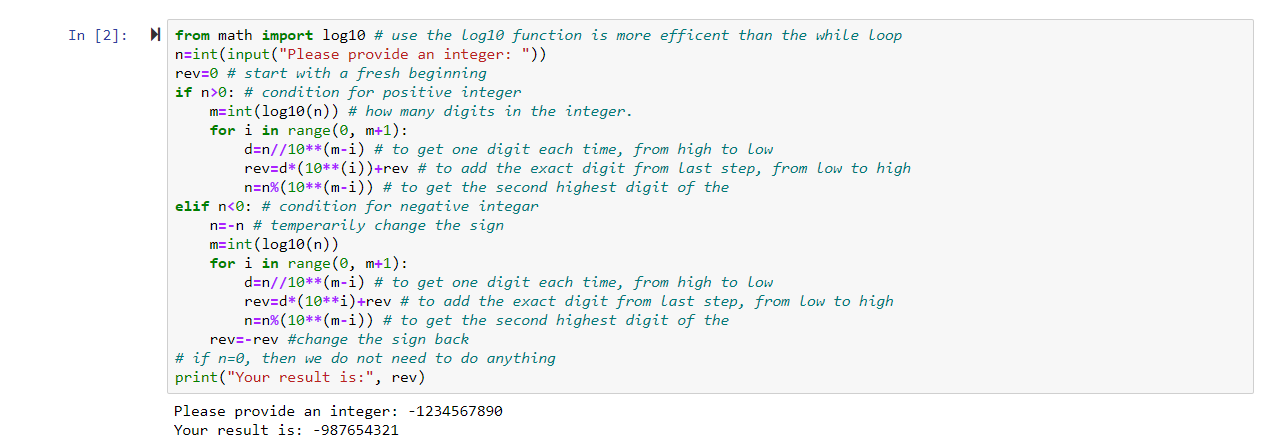 In [2]:
from math import log10 # use the log10 function is more efficent than the while loop
n=int(input("Please provide an integer: "))
rev=0 # start with a fresh beginning
if n>0: # condition for positive integer
    m=int(log10(n)) # how many digits in the integer.
    for i in range(0, m+1):
        d=n//10**(m-i) # to get one digit each time, from high to low
        rev=d*(10**(i))+rev # to add the exact digit from last step, from low to high
        n=n%(10**(m-i)) # to get the second highest digit of the
elif n<0: # condition for negative integar
    n=-n # temperarily change the sign
    m=int(log10(n))
    for i in range(0, m+1):
        d=n//10**(m-i) # to get one digit each time, from high to low
        rev=d*(10**i)+rev # to add the exact digit from last step, from low to high
        n=n%(10**(m-i)) # to get the second highest digit of the
    rev=-rev #change the sign back
# if n=0, then we do not need to do anything
print("Your result is:", rev)
Please provide an integer: -1234567890
Your result is: -987654321